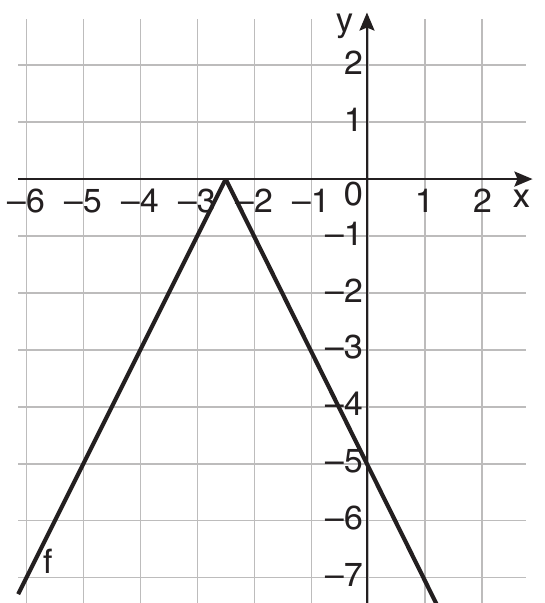 y
2
1
–6 –5 –4 –3 –2 –1 0 1 2 x
–1
–2
–3
–4
–5
–6
f –7